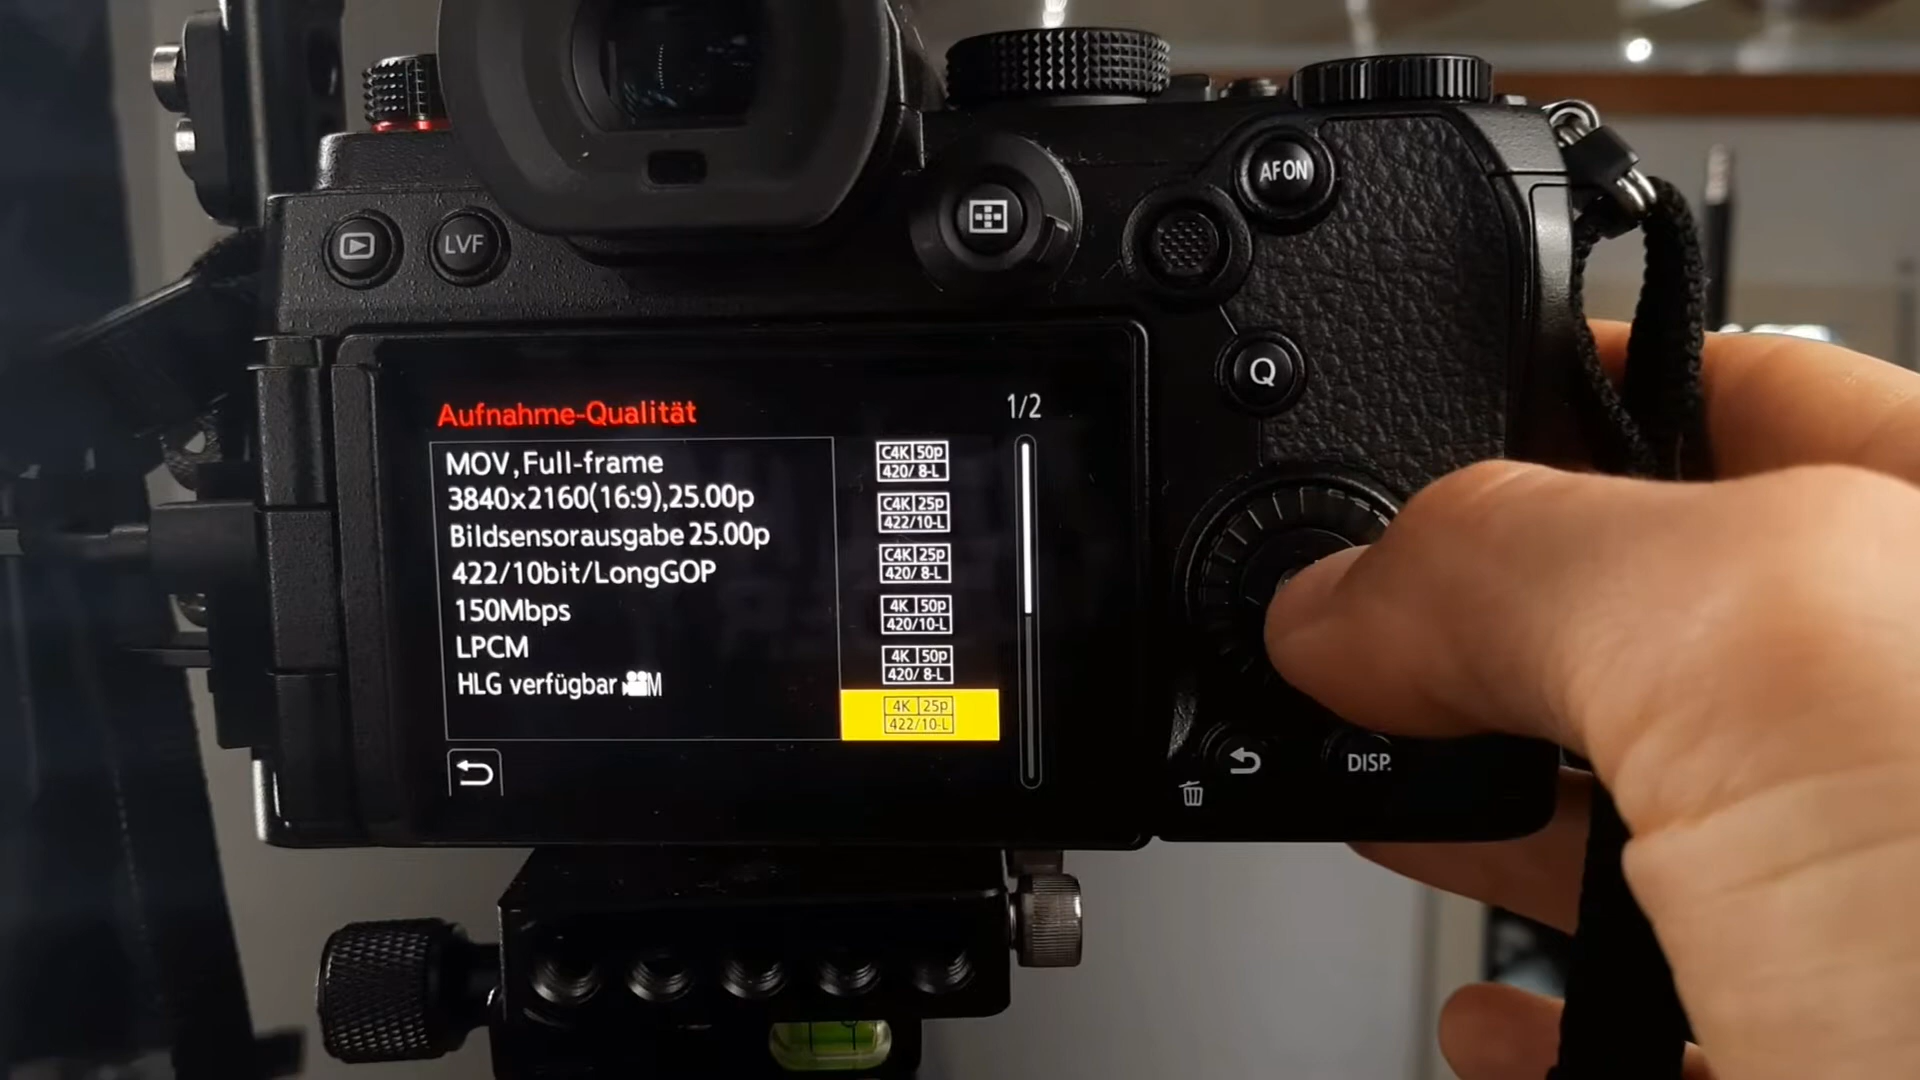 AF ON
LVF
Q
Aufnahme-Qualität
1/2
MOV,Full-frame
3840x2160(16:9),25.00p
Bildsensorausgabe 25.00p
422/10bit/LongGOP
150Mbps
LPCM
HLG verfügbar M
C4K 50p
420/ 8-L
C4K 25p
422/10-L
C4K 25p
420/ 8-L
4K 50p
420/10-L
4K 50p
420/ 8-L
4K 25p
422/10-L
DISP.